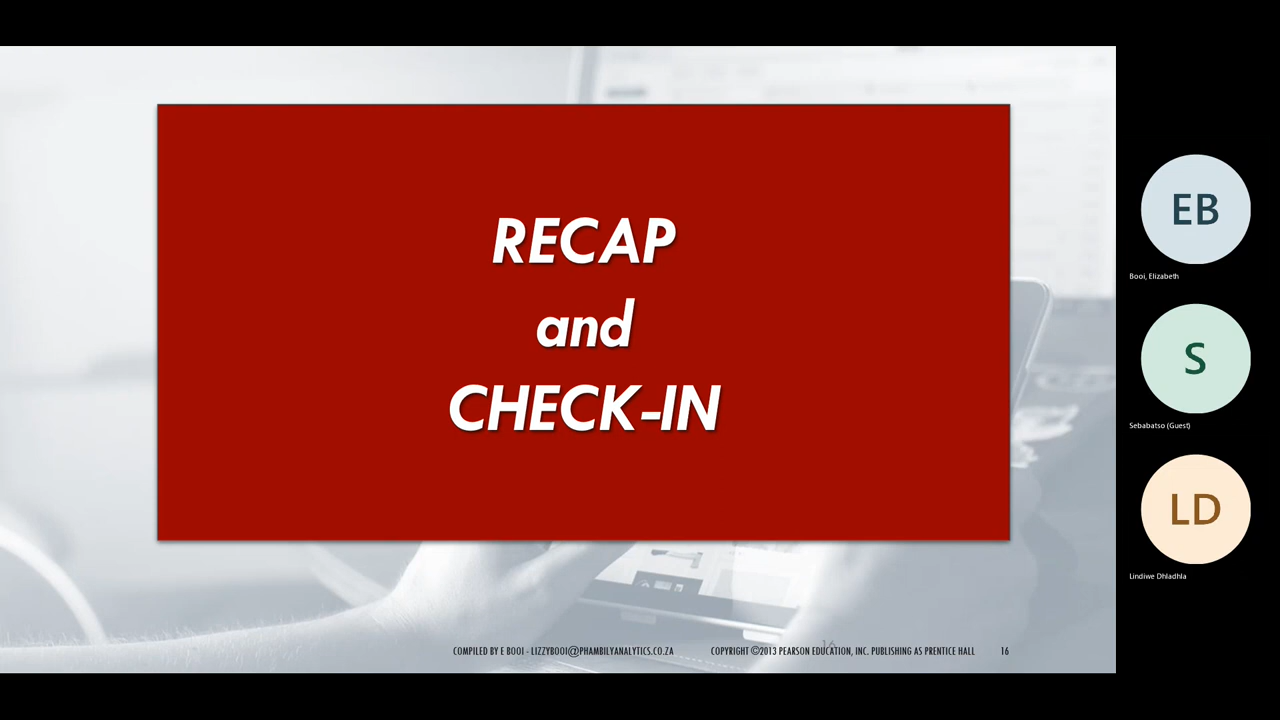 RECAP
and
CHECK-IN
COMPILED BY E BOOI - LIZZYBOOI@PHAMBILYANALYTICS.CO.ZA
COPYRIGHT ©2013 PEARSON EDUCATION, INC. PUBLISHING AS PRENTICE HALL
16
16
EB
Booi, Elizabeth
S
Sebabatso (Guest)
LD
Lindiwe Dhladhla